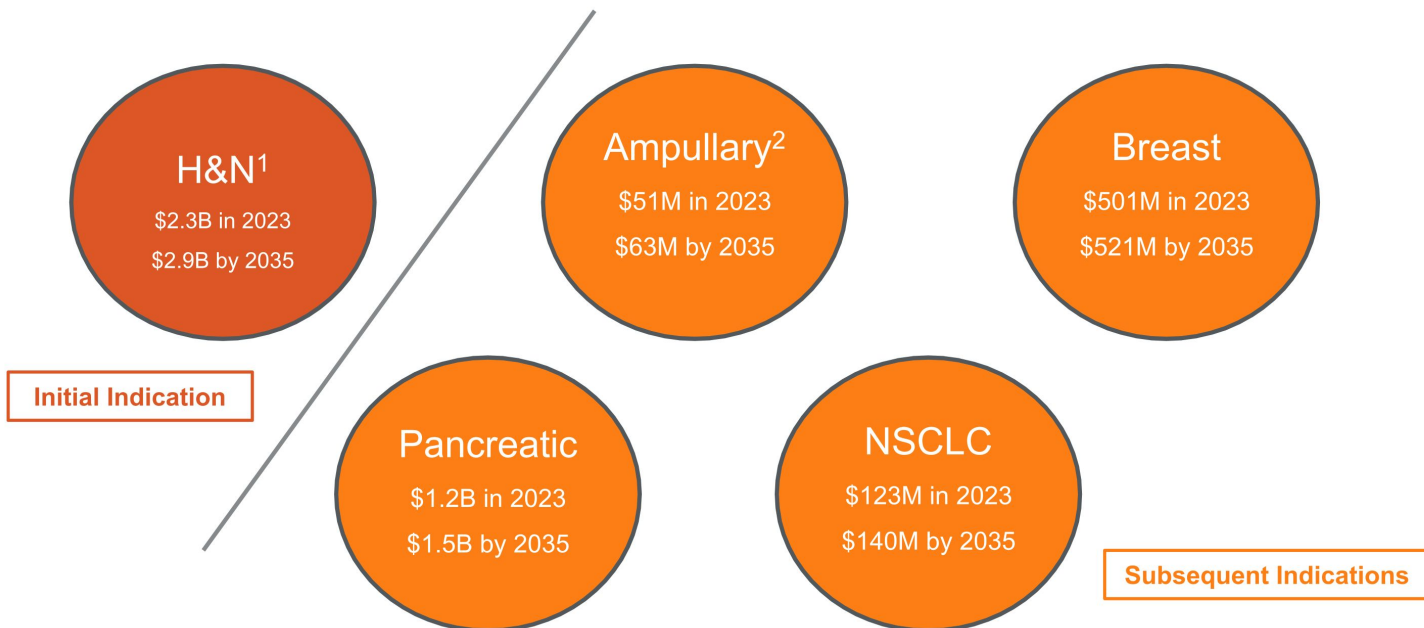 H&N¹
$2.3B in 2023
$2.9B by 2035
Initial Indication
Ampullary²
$51M in 2023
$63M by 2035
Breast
$501M in 2023
$521M by 2035
Pancreatic
$1.2B in 2023
$1.5B by 2035
NSCLC
$123M in 2023
$140M by 2035
Subsequent Indications